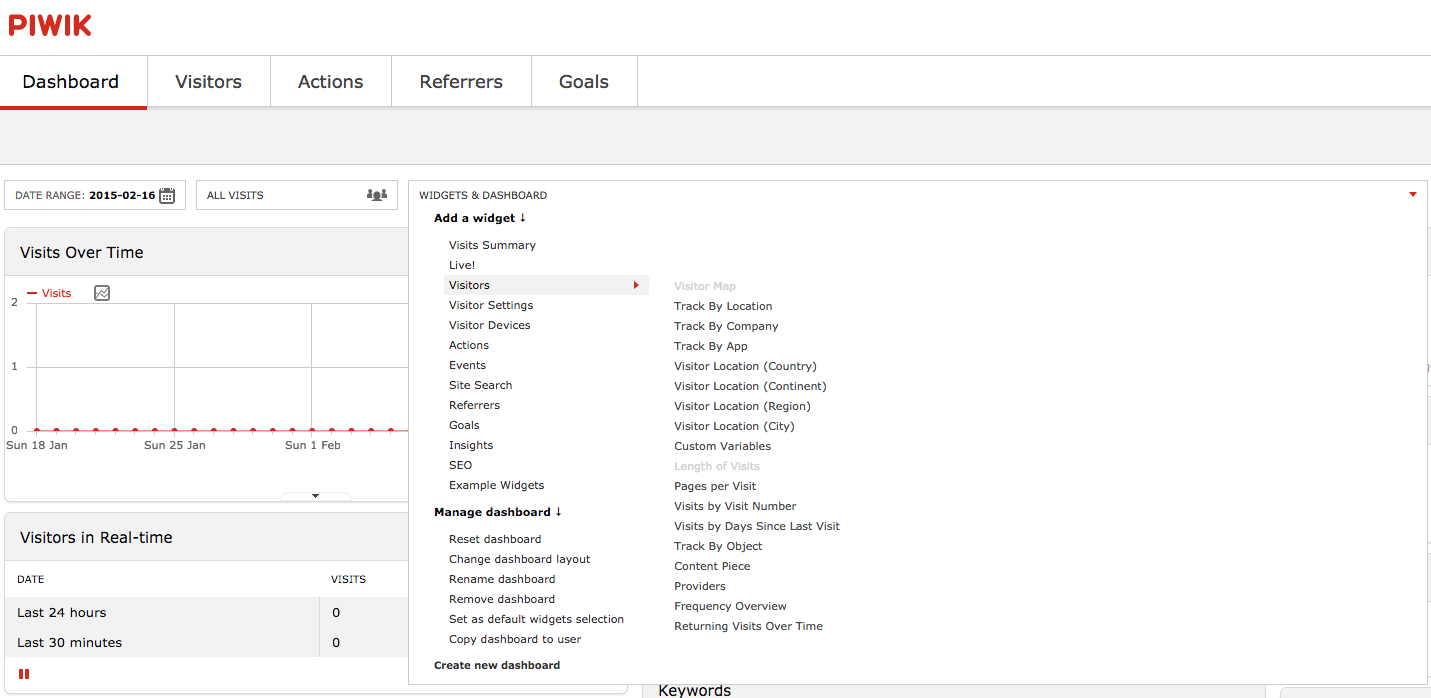 PIWIK
Dashboard
Visitors
Actions
Referrers
Goals
DATE RANGE: 2015-02-16
ALL VISITS
WIDGETS & DASHBOARD
Add a widget ↓
Visits Summary
Live!
Visitors
Visitor Settings
Visitor Devices
Actions
Events
Site Search
Referrers
Goals
Insights
SEO
Example Widgets
Manage dashboard ↓
Reset dashboard
Change dashboard layout
Rename dashboard
Remove dashboard
Set as default widgets selection
Copy dashboard to user
Create new dashboard
Visitor Map
Track By Location
Track By Company
Track By App
Visitor Location (Country)
Visitor Location (Continent)
Visitor Location (Region)
Visitor Location (City)
Custom Variables
Length of Visits
Pages per Visit
Visits by Visit Number
Visits by Days Since Last Visit
Track By Object
Content Piece
Providers
Frequency Overview
Returning Visits Over Time
Visits Over Time
Visits
2
1
0
Sun 18 Jan
Sun 25 Jan
Sun 1 Feb
Visitors in Real-time
DATE VISITS
Last 24 hours 0
Last 30 minutes 0
Keywords